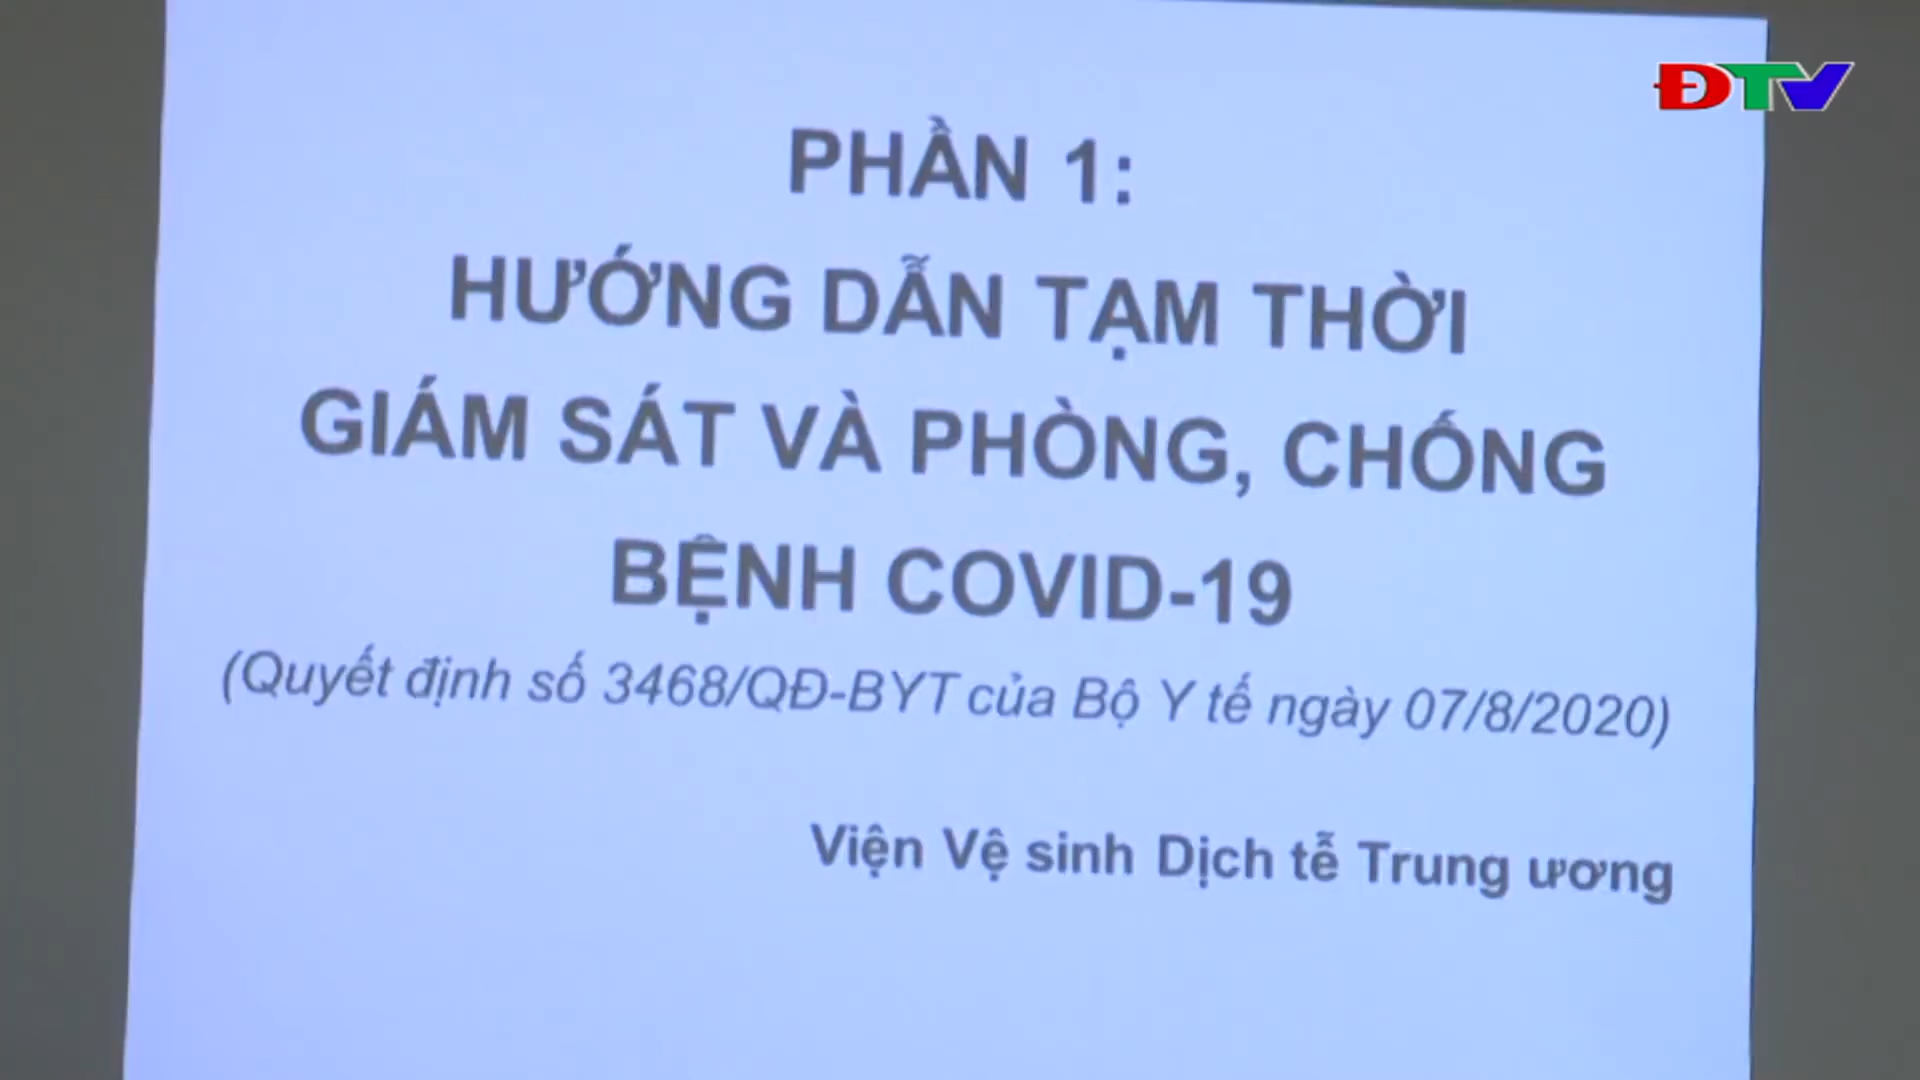 ĐTV
PHẦN 1:
HƯỚNG DẪN TẠM THỜI
GIÁM SÁT VÀ PHÒNG, CHỐNG
BỆNH COVID-19
(Quyết định số 3468/QĐ-BYT của Bộ Y tế ngày 07/8/2020)
Viện Vệ sinh Dịch tễ Trung ương